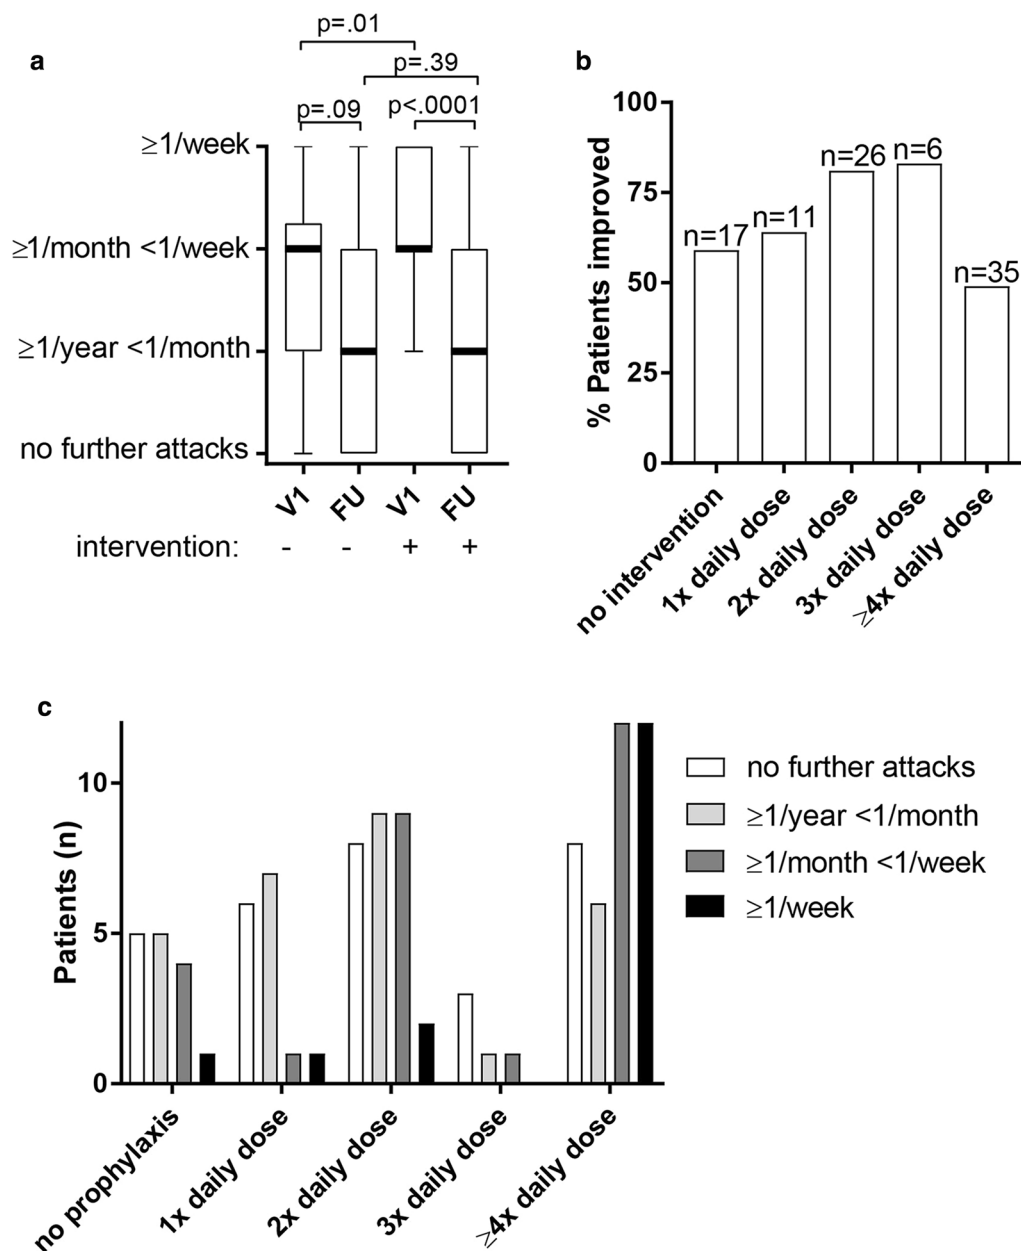 a
p=.01
p=.39
p=.09
p<.0001
≥1/week
≥1/month <1/week
≥1/year <1/month
no further attacks
V1
FU
V1
FU
intervention:
-
-
+
+
b
% Patients improved
100
75
50
25
0
n=17
n=11
n=26
n=6
n=35
no intervention
1x daily dose
2x daily dose
3x daily dose
≥4x daily dose
c
Patients (n)
10
5
0
no prophylaxis
1x daily dose
2x daily dose
3x daily dose
≥4x daily dose
no further attacks
≥1/year <1/month
≥1/month <1/week
≥1/week